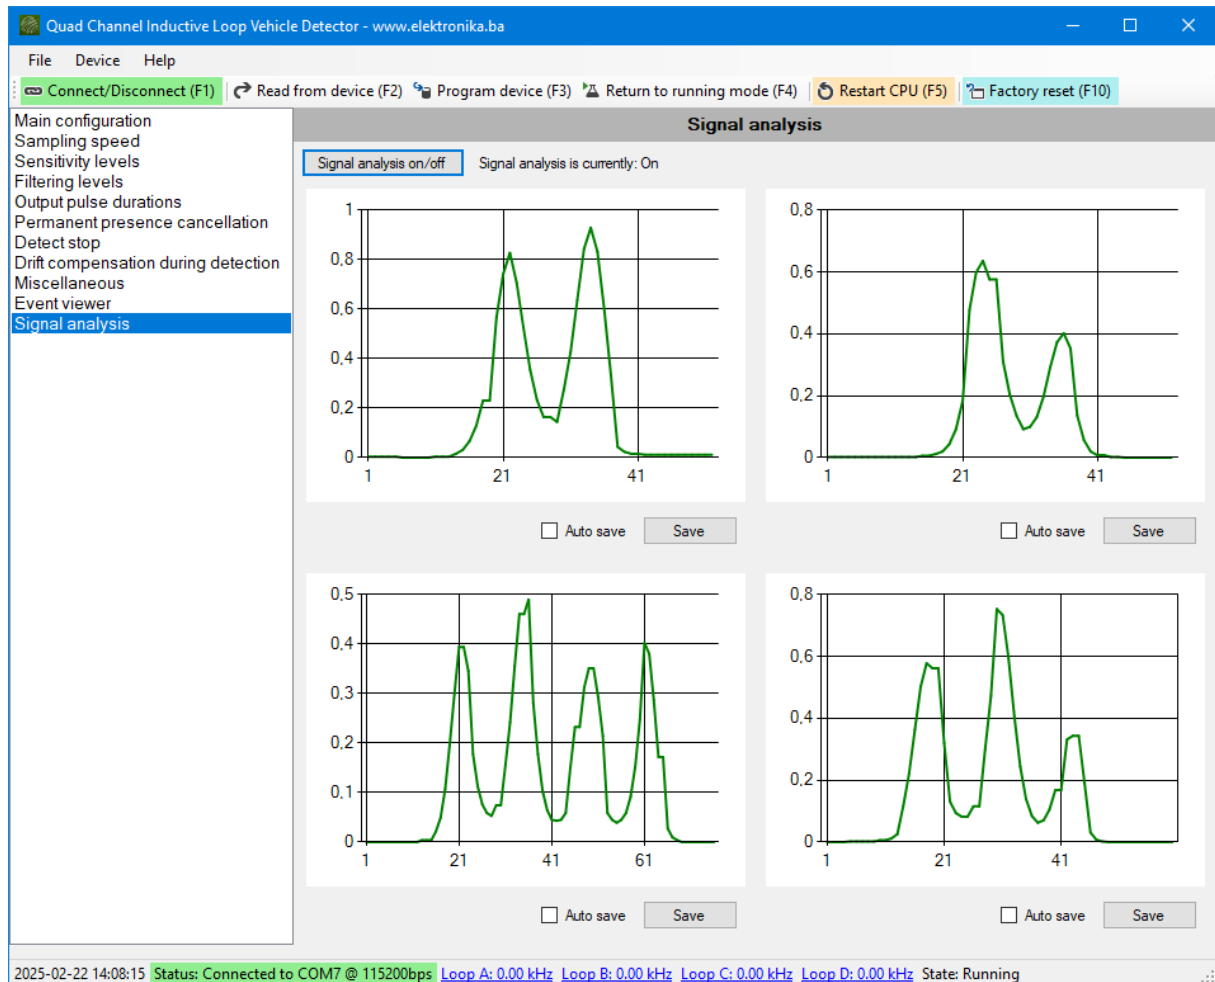 Quad Channel Inductive Loop Vehicle Detector - www.elektronika.ba
File Device Help
Connect/Disconnect (F1) Read from device (F2) Program device (F3) Return to running mode (F4) Restart CPU (F5) Factory reset (F10)
Main configuration
Sampling speed
Sensitivity levels
Filtering levels
Output pulse durations
Permanent presence cancellation
Detect stop
Drift compensation during detection
Miscellaneous
Event viewer
Signal analysis
Signal analysis
Signal analysis on/off Signal analysis is currently: On
1
0,8
0,6
0,4
0,2
0
1 21 41
Auto save Save
0,8
0,6
0,4
0,2
0
1 21 41
Auto save Save
0,5
0,4
0,3
0,2
0,1
0
1 21 41 61
Auto save Save
0,8
0,6
0,4
0,2
0
1 21 41
Auto save Save
2025-02-22 14:08:15 Status: Connected to COM7 @ 115200bps Loop A: 0.00 kHz Loop B: 0.00 kHz Loop C: 0.00 kHz Loop D: 0.00 kHz State: Running